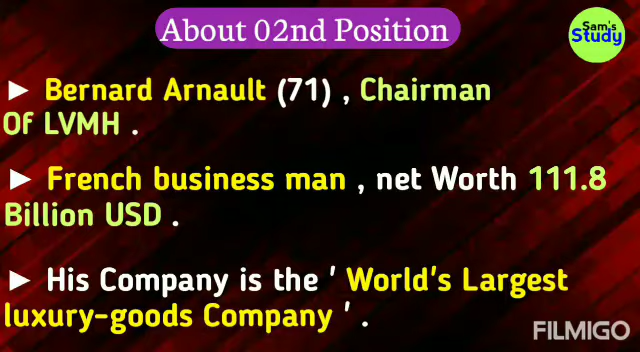 About 02nd Position
Sam's
Study
► Bernard Arnault (71) , Chairman
Of LVMH .
► French business man , net Worth 111.8
Billion USD .
► His Company is the ' World's Largest
luxury-goods Company ' .
FILMIGO